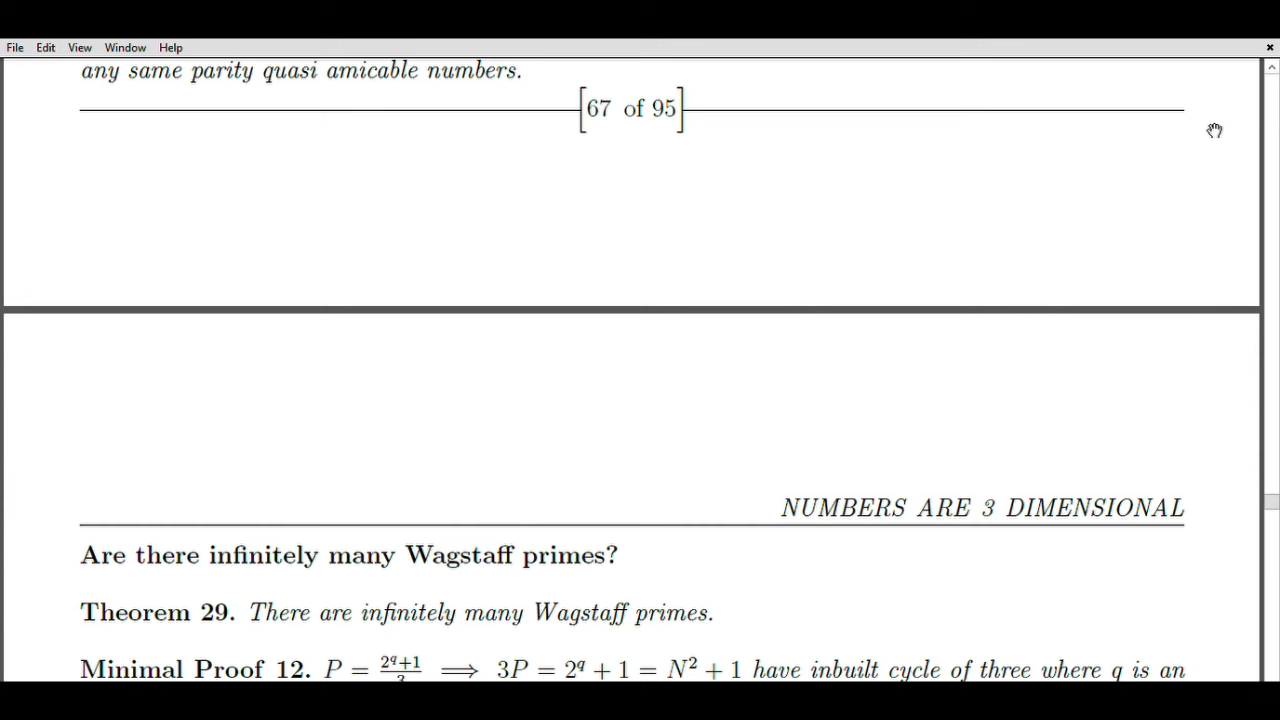 File Edit View Window Help
any same parity quasi amicable numbers.
[67 of 95]
NUMBERS ARE 3 DIMENSIONAL
Are there infinitely many Wagstaff primes?
Theorem 29. There are infinitely many Wagstaff primes.
Minimal Proof 12. P = (2^q+1)/3 ⟹ 3P = 2^q + 1 = N² + 1 have inbuilt cycle of three where q is an